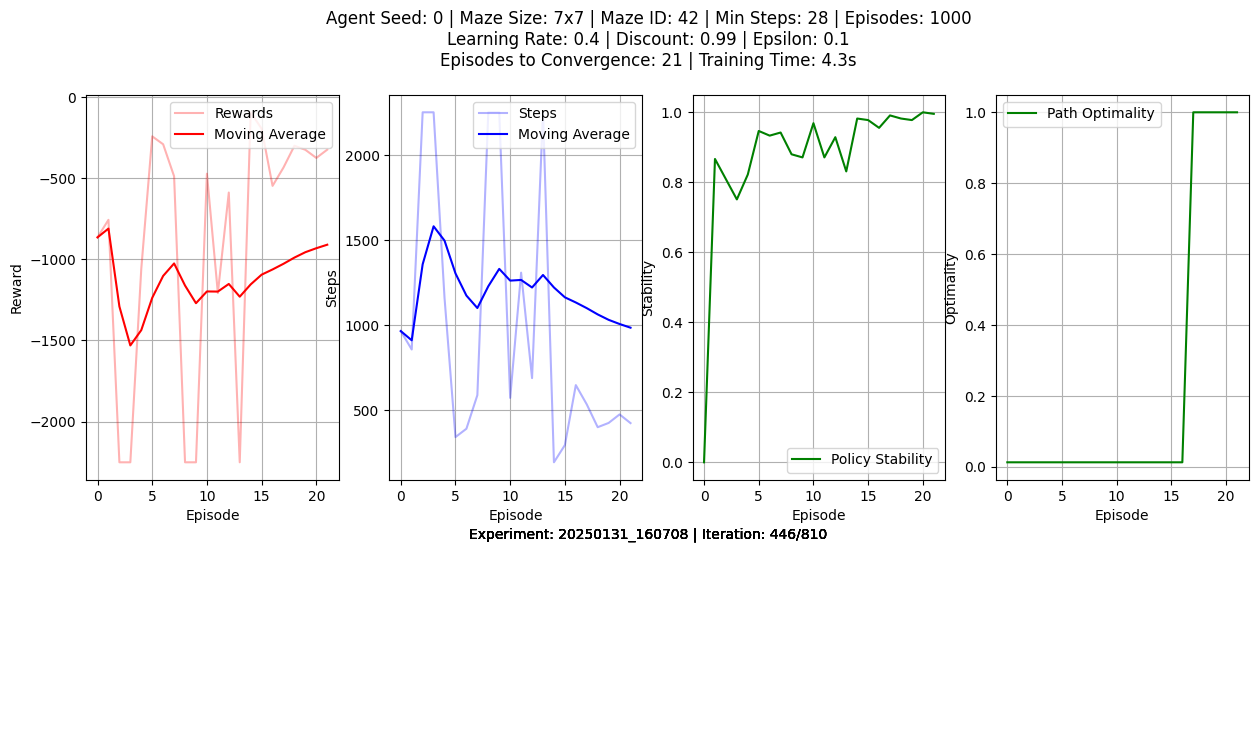 Agent Seed: 0 | Maze Size: 7x7 | Maze ID: 42 | Min Steps: 28 | Episodes: 1000
Learning Rate: 0.4 | Discount: 0.99 | Epsilon: 0.1
Episodes to Convergence: 21 | Training Time: 4.3s
Rewards
Moving Average
0
−500
−1000
−1500
−2000
Reward
0 5 10 15 20
Episode
Steps
Moving Average
2000
1500
1000
500
Steps
0 5 10 15 20
Episode
1.0
0.8
0.6
0.4
0.2
0.0
Stability
Policy Stability
0 5 10 15 20
Episode
Path Optimality
1.0
0.8
0.6
0.4
0.2
0.0
Optimality
0 5 10 15 20
Episode
Experiment: 20250131_160708 | Iteration: 446/810